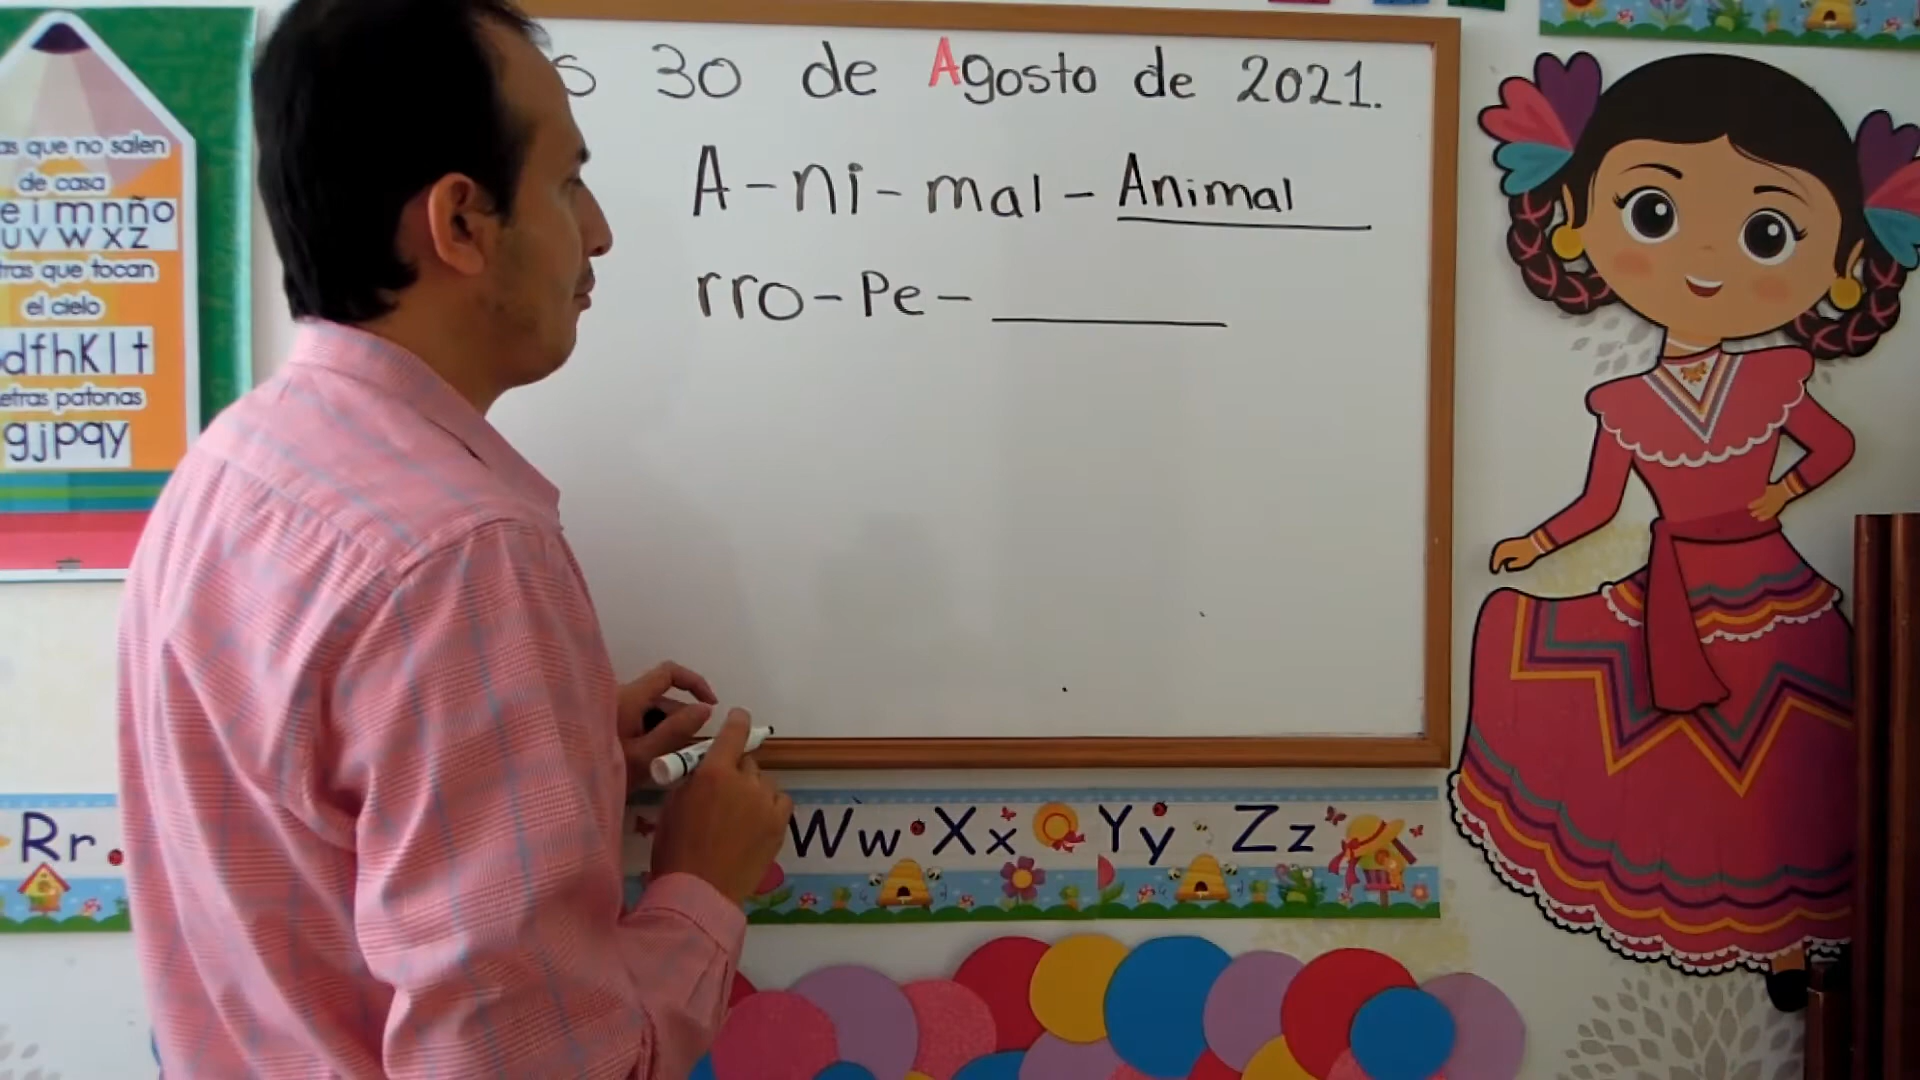 s 30 de Agosto de 2021.
A-ni-mal-Animal
rro-Pe-
as que no salen
de casa
e i m n ñ o
u v w x z
tras que tocan
el cielo
d f h K l t
etras patonas
g j p q y
Rr
Ww Xx Yy Zz